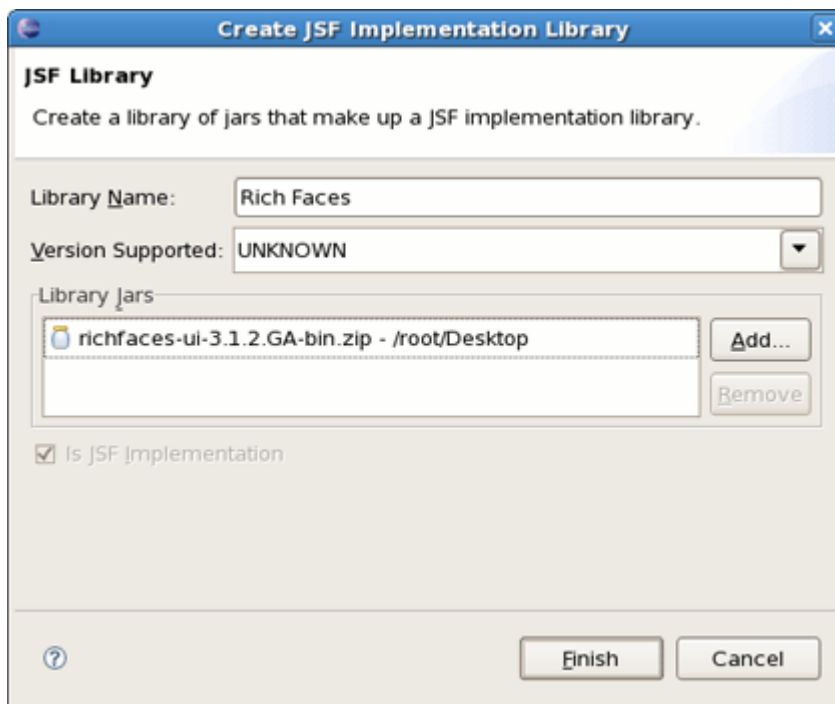 Create JSF Implementation Library
JSF Library
Create a library of jars that make up a JSF implementation library.
Library Name: Rich Faces
Version Supported: UNKNOWN
Library Jars
richfaces-ui-3.1.2.GA-bin.zip - /root/Desktop
Add...
Remove
Is JSF Implementation
Finish Cancel